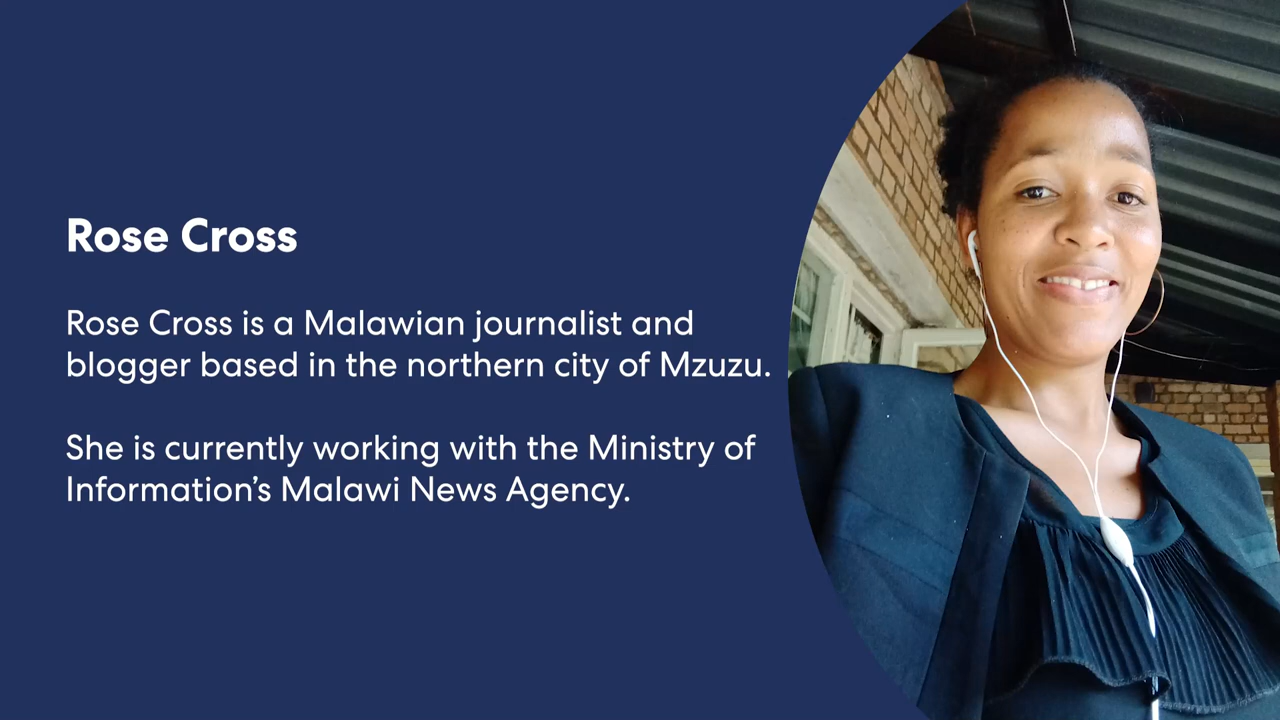 Rose Cross
Rose Cross is a Malawian journalist and
blogger based in the northern city of Mzuzu.
She is currently working with the Ministry of
Information’s Malawi News Agency.